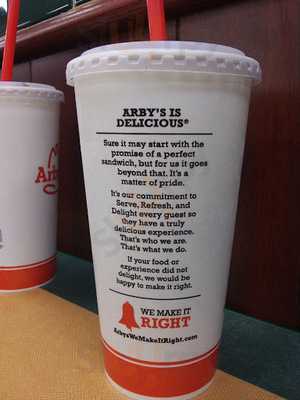 ARBY'S IS
DELICIOUS®
Sure it may start with the
promise of a perfect
sandwich, but for us it goes
beyond that. It's a
matter of pride.
It's our commitment to
Serve, Refresh, and
Delight every guest so
they have a truly
delicious experience.
That's who we are.
That's what we do.
If your food or
experience did not
delight, we would be
happy to make it right.
WE MAKE IT
RIGHT
ArbysWeMakeItRight.com